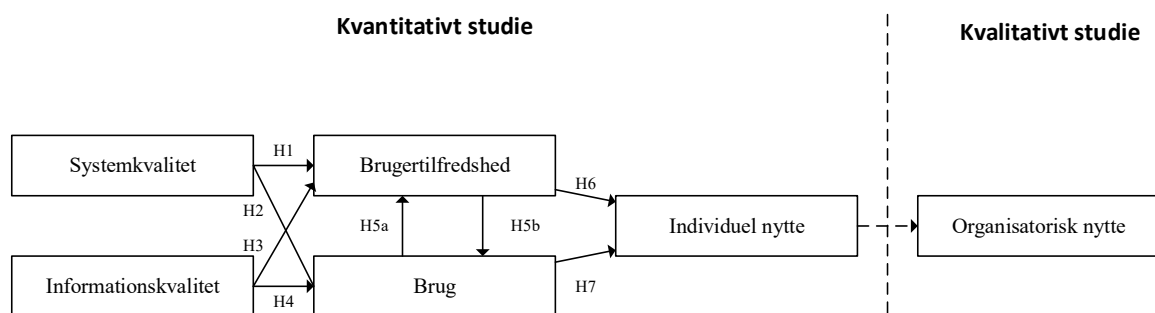 Kvantitativt studie
Kvalitativt studie
Systemkvalitet
H1
Brugertilfredshed
H6
H2
H3
H5a
H5b
Individuel nytte
Organisatorisk nytte
Informationskvalitet
H4
Brug
H7